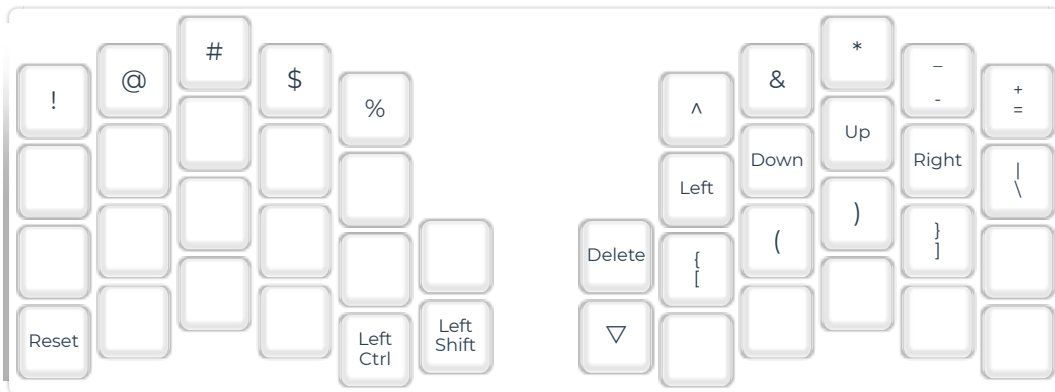 !
@
#
$
%
^
&
*
_
-
+
=
Left
Down
Up
Right
|
\
Delete
{
[
(
)
}
]
Reset
Left
Ctrl
Left
Shift
▽